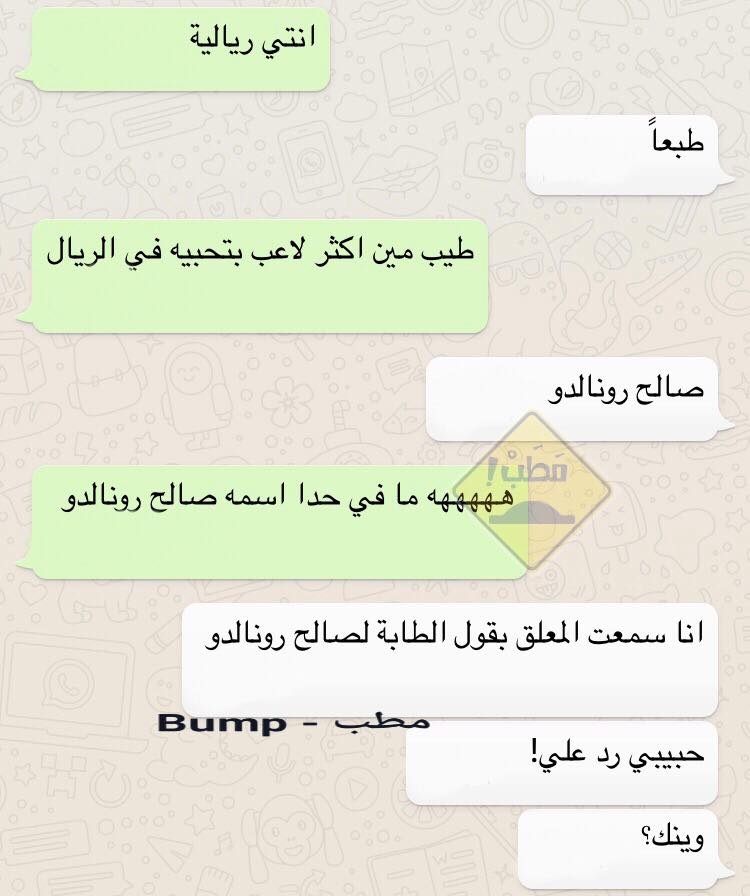 انتي ريالية
طبعاً
طيب مين اكثر لاعب بتحبيه في الريال
صالح رونالدو
مطب!
هههههه ما في حدا اسمه صالح رونالدو
انا سمعت المعلق بقول الطابة لصالح رونالدو
Bump - مطب
حبيبي رد علي!
وينك؟